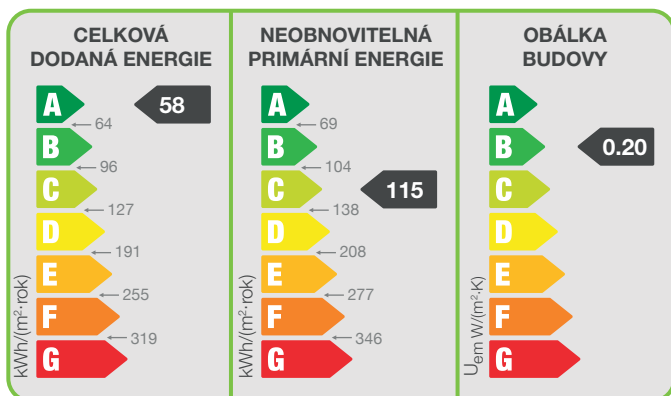 CELKOVÁ
DODANÁ ENERGIE
A
58
64
B
96
C
127
D
191
E
255
F
319
G
kWh/(m²·rok)
NEOBNOVITELNÁ
PRIMÁRNÍ ENERGIE
A
69
B
104
C
115
138
D
208
E
277
F
346
G
kWh/(m²·rok)
OBÁLKA
BUDOVY
A
B
0.20
C
D
E
F
G
Uem W/(m²·K)